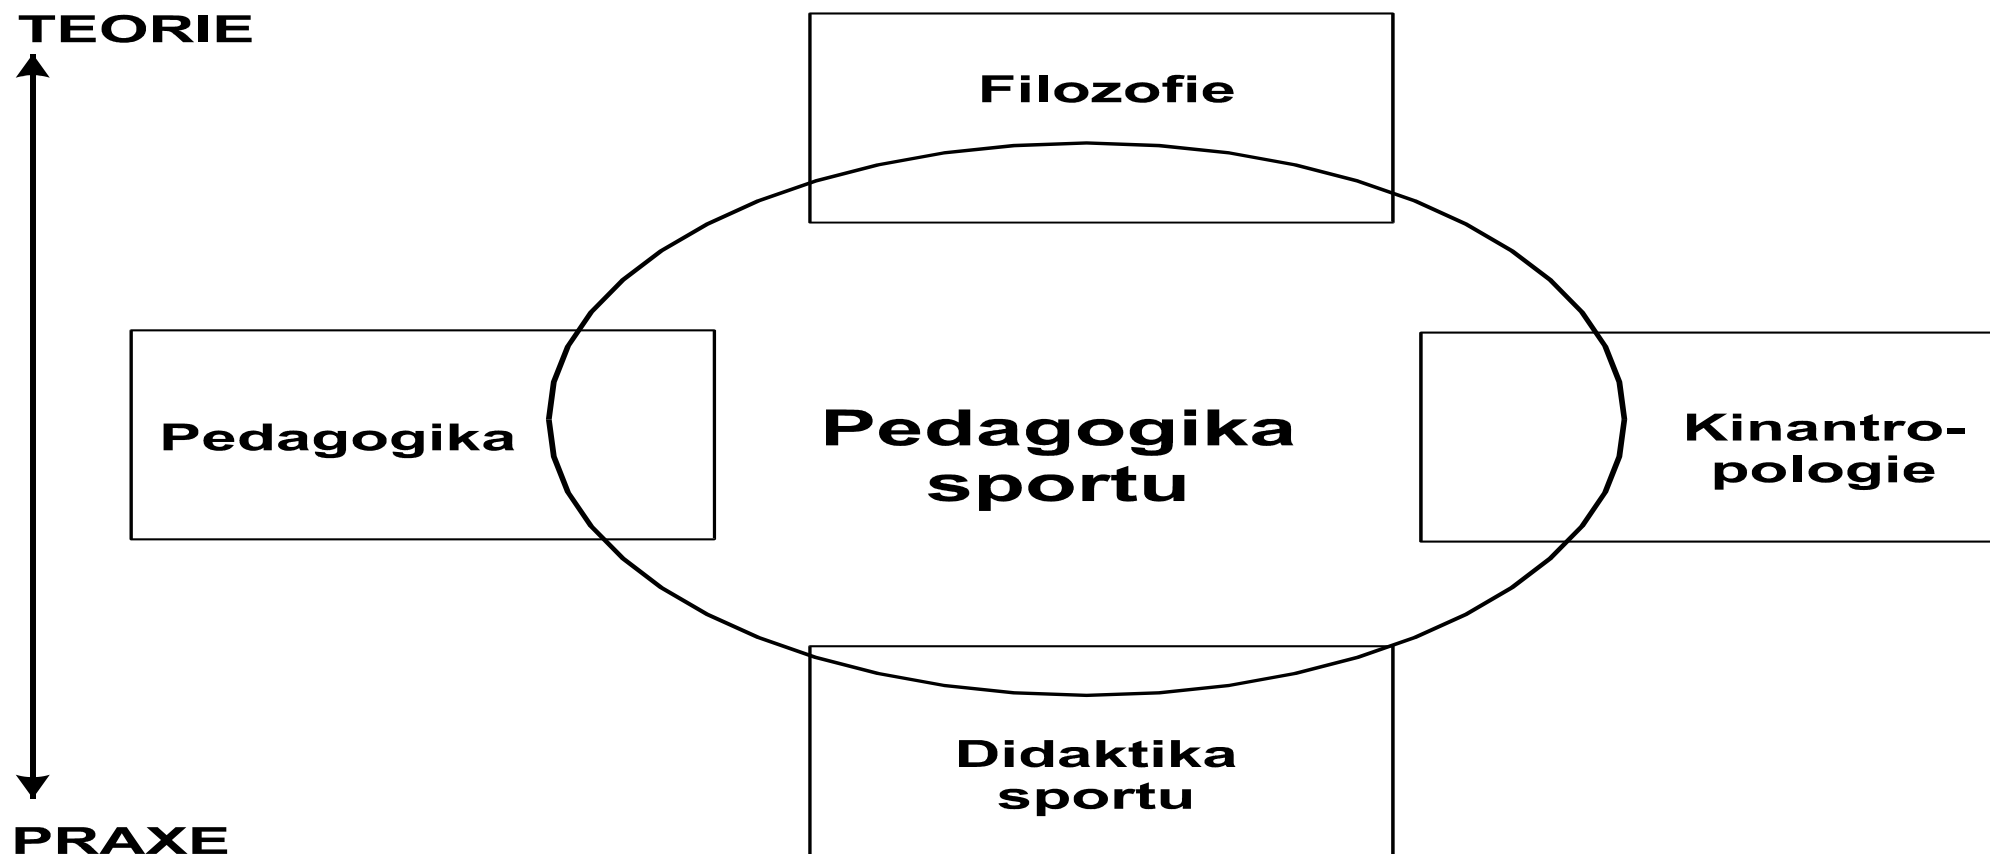 TEORIE
Filozofie
Pedagogika
Pedagogika
sportu
Kinantro-
pologie
Didaktika
sportu
PRAXE